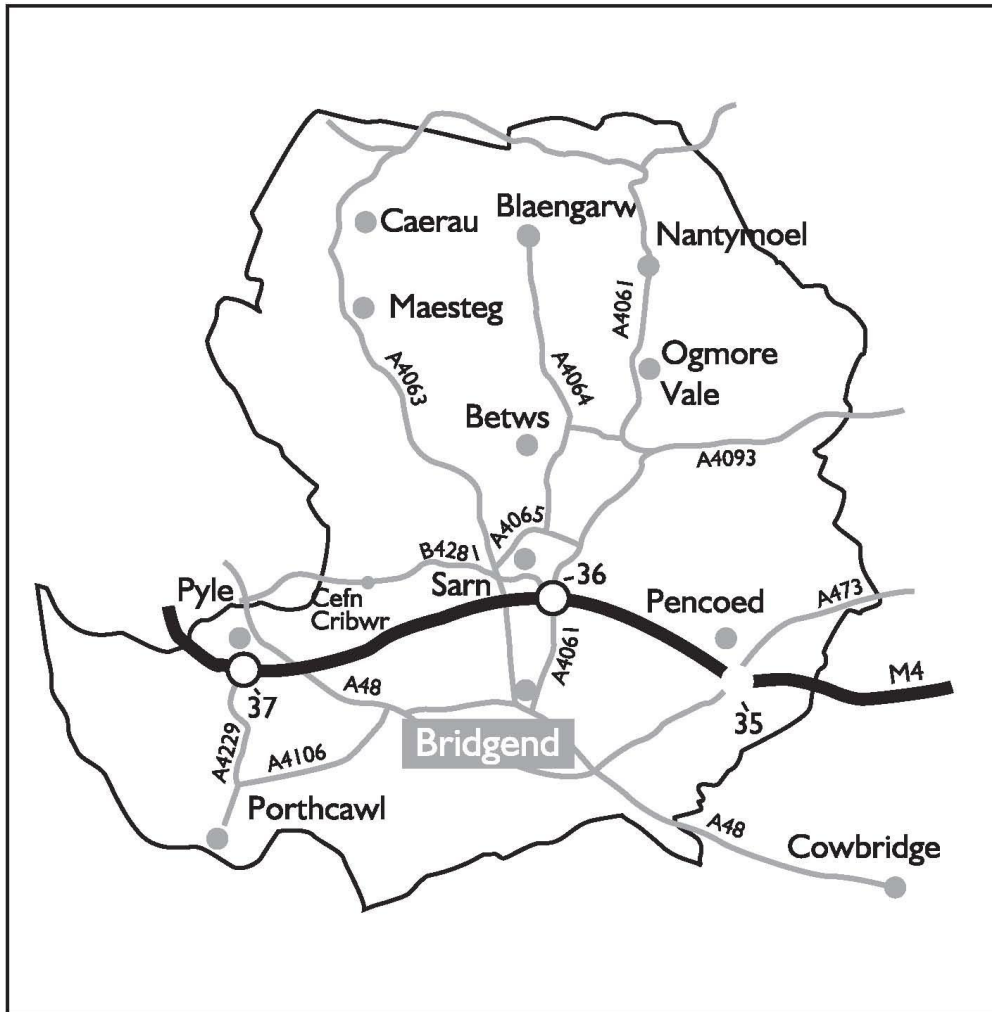 Blaengarw
Caerau
Nantymoel
Maesteg
A4061
Ogmore
Vale
A4063
A4064
Betws
A4093
A4065
B4281
-36
Sarn
Pyle
Cefn
Cribwr
Pencoed
A473
A4061
M4
A48
37
35
Bridgend
A4229
A4106
Porthcawl
A48
Cowbridge